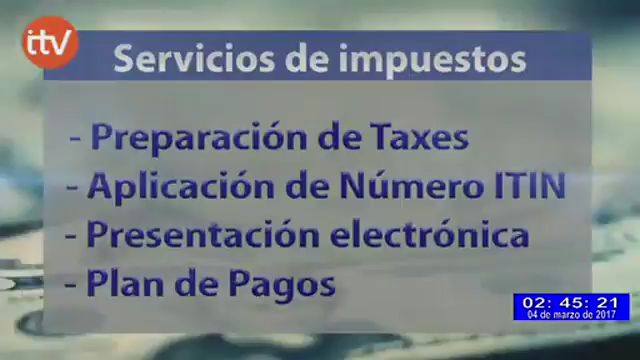 itv
Servicios de impuestos
- Preparación de Taxes
- Aplicación de Número ITIN
- Presentación electrónica
- Plan de Pagos
02: 45: 21
04 de marzo de 2017